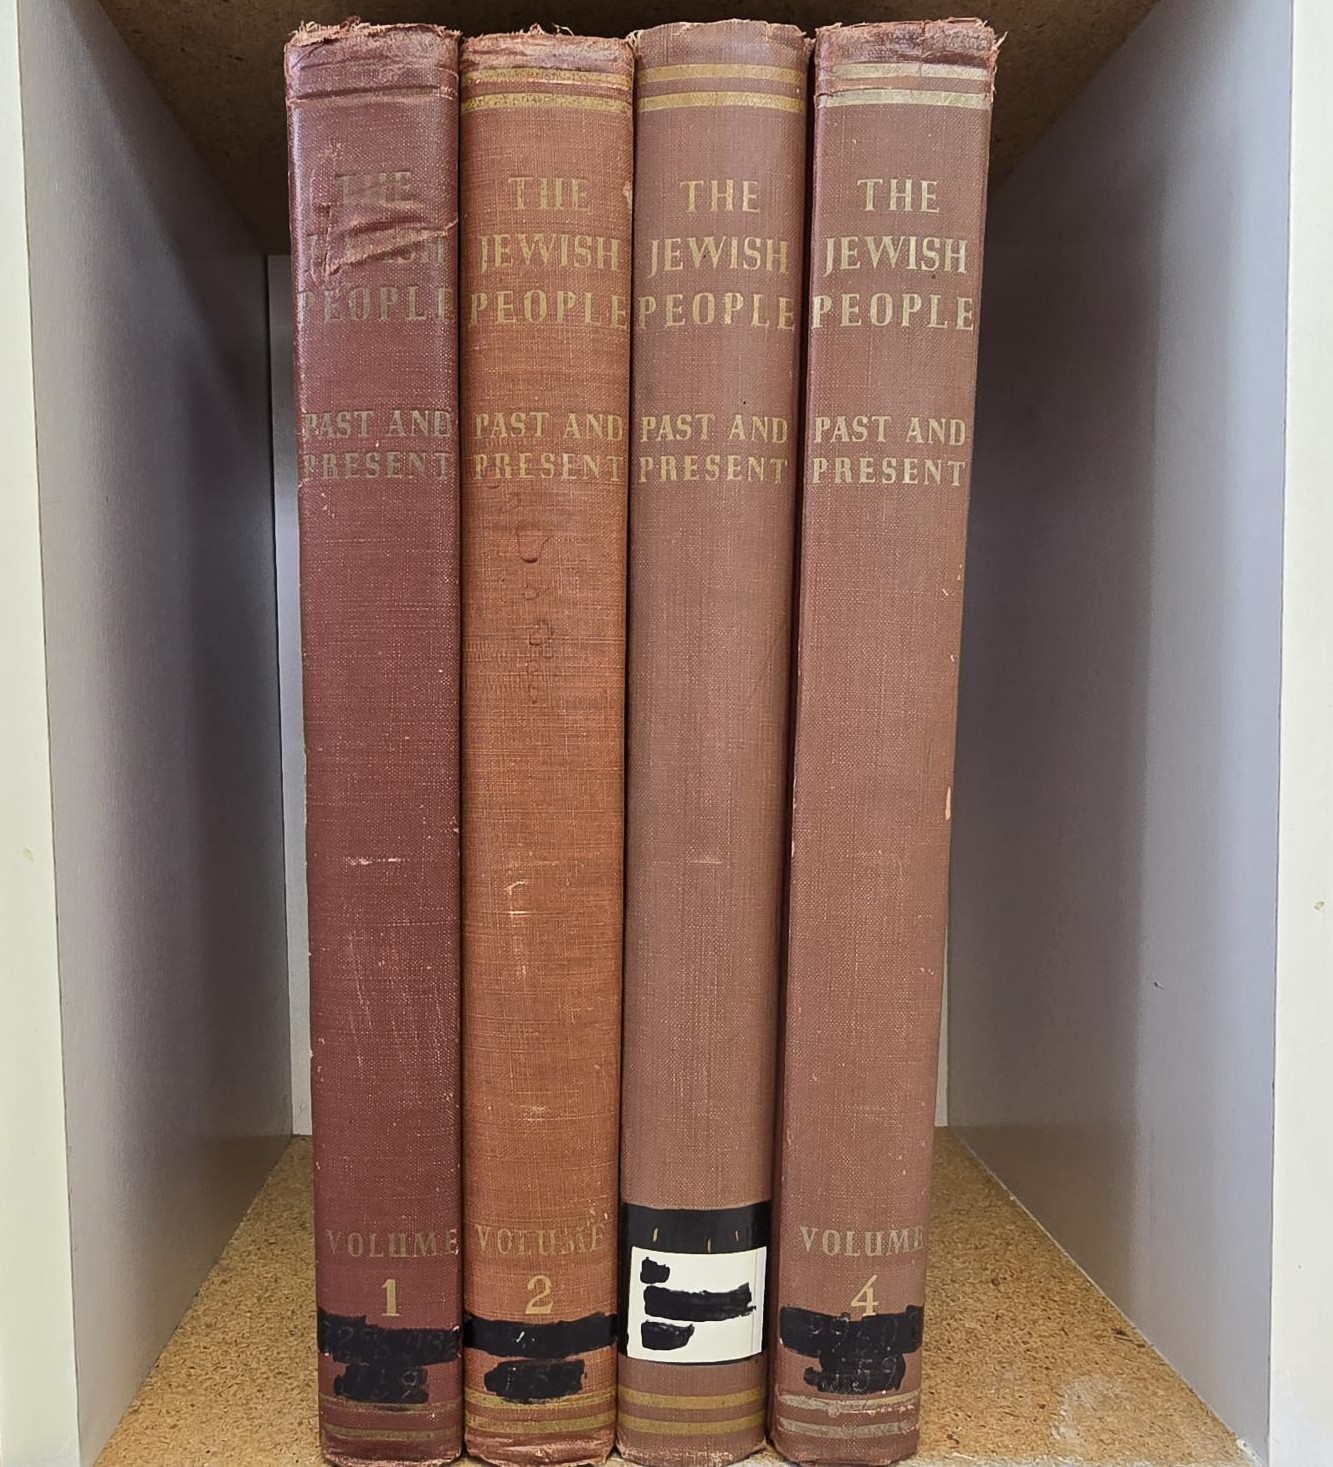 THE
JEWISH
PEOPLE
PAST AND
PRESENT
VOLUME
1
THE
JEWISH
PEOPLE
PAST AND
PRESENT
VOLUME
2
THE
JEWISH
PEOPLE
PAST AND
PRESENT
THE
JEWISH
PEOPLE
PAST AND
PRESENT
VOLUME
4